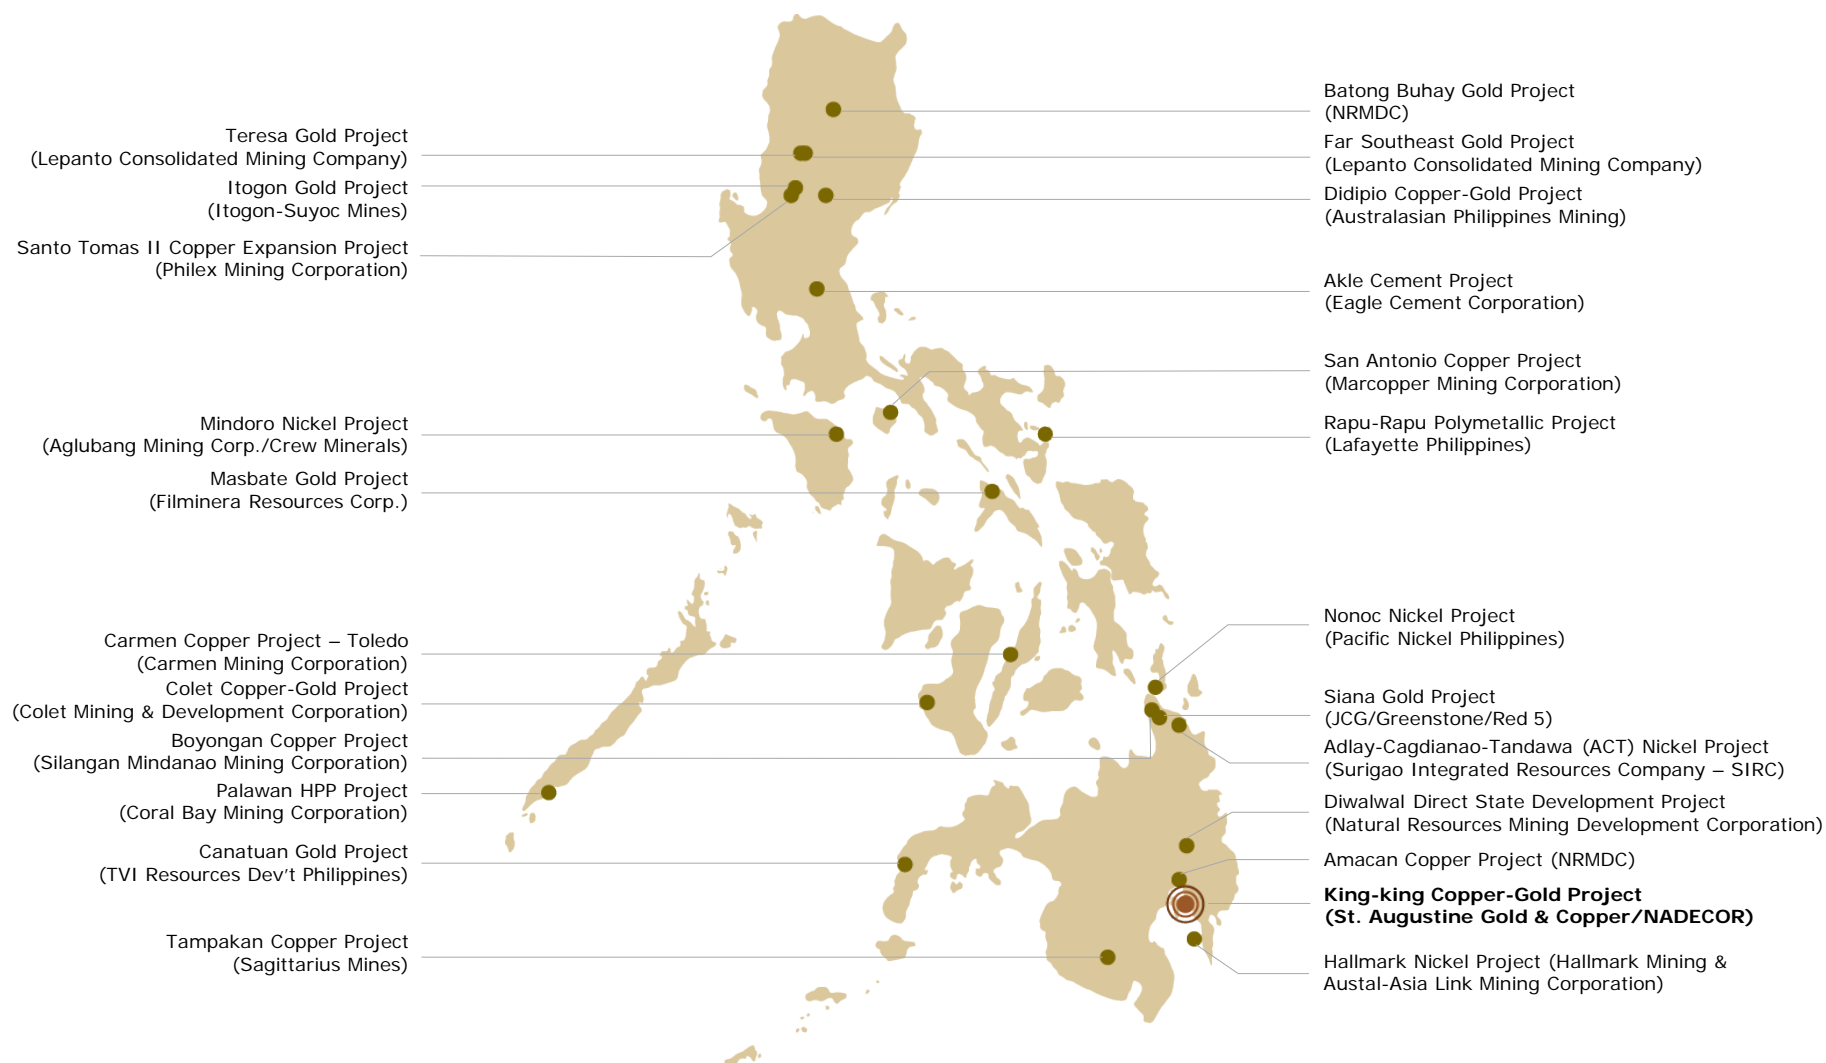 Teresa Gold Project
(Lepanto Consolidated Mining Company)
Itogon Gold Project
(Itogon-Suyoc Mines)
Santo Tomas II Copper Expansion Project
(Philex Mining Corporation)
Mindoro Nickel Project
(Aglubang Mining Corp./Crew Minerals)
Masbate Gold Project
(Filminera Resources Corp.)
Carmen Copper Project – Toledo
(Carmen Mining Corporation)
Colet Copper-Gold Project
(Colet Mining & Development Corporation)
Boyongan Copper Project
(Silangan Mindanao Mining Corporation)
Palawan HPP Project
(Coral Bay Mining Corporation)
Canatuan Gold Project
(TVI Resources Dev't Philippines)
Tampakan Copper Project
(Sagittarius Mines)
Batong Buhay Gold Project
(NRMDC)
Far Southeast Gold Project
(Lepanto Consolidated Mining Company)
Didipio Copper-Gold Project
(Australasian Philippines Mining)
Akle Cement Project
(Eagle Cement Corporation)
San Antonio Copper Project
(Marcopper Mining Corporation)
Rapu-Rapu Polymetallic Project
(Lafayette Philippines)
Nonoc Nickel Project
(Pacific Nickel Philippines)
Siana Gold Project
(JCG/Greenstone/Red 5)
Adlay-Cagdianao-Tandawa (ACT) Nickel Project
(Surigao Integrated Resources Company – SIRC)
Diwalwal Direct State Development Project
(Natural Resources Mining Development Corporation)
Amacan Copper Project (NRMDC)
King-king Copper-Gold Project
(St. Augustine Gold & Copper/NADECOR)
Hallmark Nickel Project (Hallmark Mining &
Austal-Asia Link Mining Corporation)